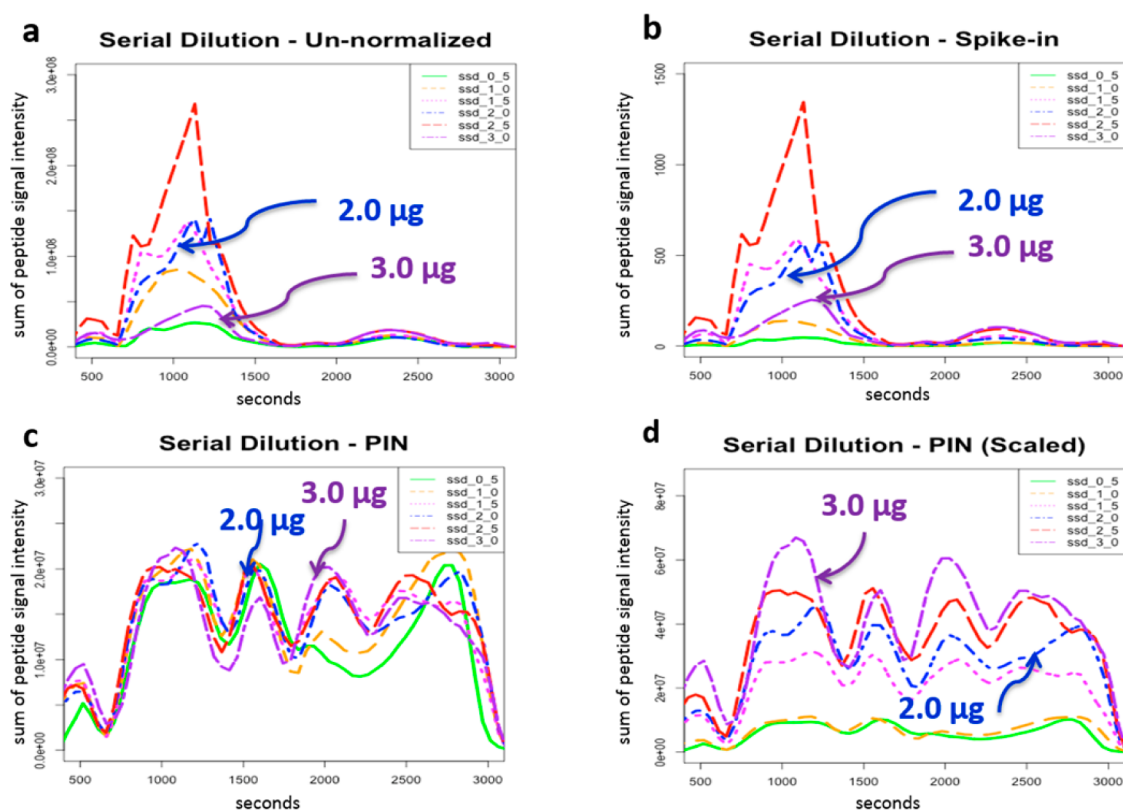 a
Serial Dilution - Un-normalized
sum of peptide signal intensity
3.0e+08
2.0e+08
1.0e+08
0.0e+00
ssd_0_5
ssd_1_0
ssd_1_5
ssd_2_0
ssd_2_5
ssd_3_0
2.0 µg
3.0 µg
500 1000 1500 2000 2500 3000
seconds
b
Serial Dilution - Spike-in
sum of peptide signal intensity
1500
1000
500
0
ssd_0_5
ssd_1_0
ssd_1_5
ssd_2_0
ssd_2_5
ssd_3_0
2.0 µg
3.0 µg
500 1000 1500 2000 2500 3000
seconds
c
Serial Dilution - PIN
sum of peptide signal intensity
3.0e+07
2.0e+07
1.0e+07
0.0e+00
ssd_0_5
ssd_1_0
ssd_1_5
ssd_2_0
ssd_2_5
ssd_3_0
3.0 µg
2.0 µg
500 1000 1500 2000 2500 3000
seconds
d
Serial Dilution - PIN (Scaled)
sum of peptide signal intensity
8e+07
6e+07
4e+07
2e+07
0e+00
ssd_0_5
ssd_1_0
ssd_1_5
ssd_2_0
ssd_2_5
ssd_3_0
3.0 µg
2.0 µg
500 1000 1500 2000 2500 3000
seconds